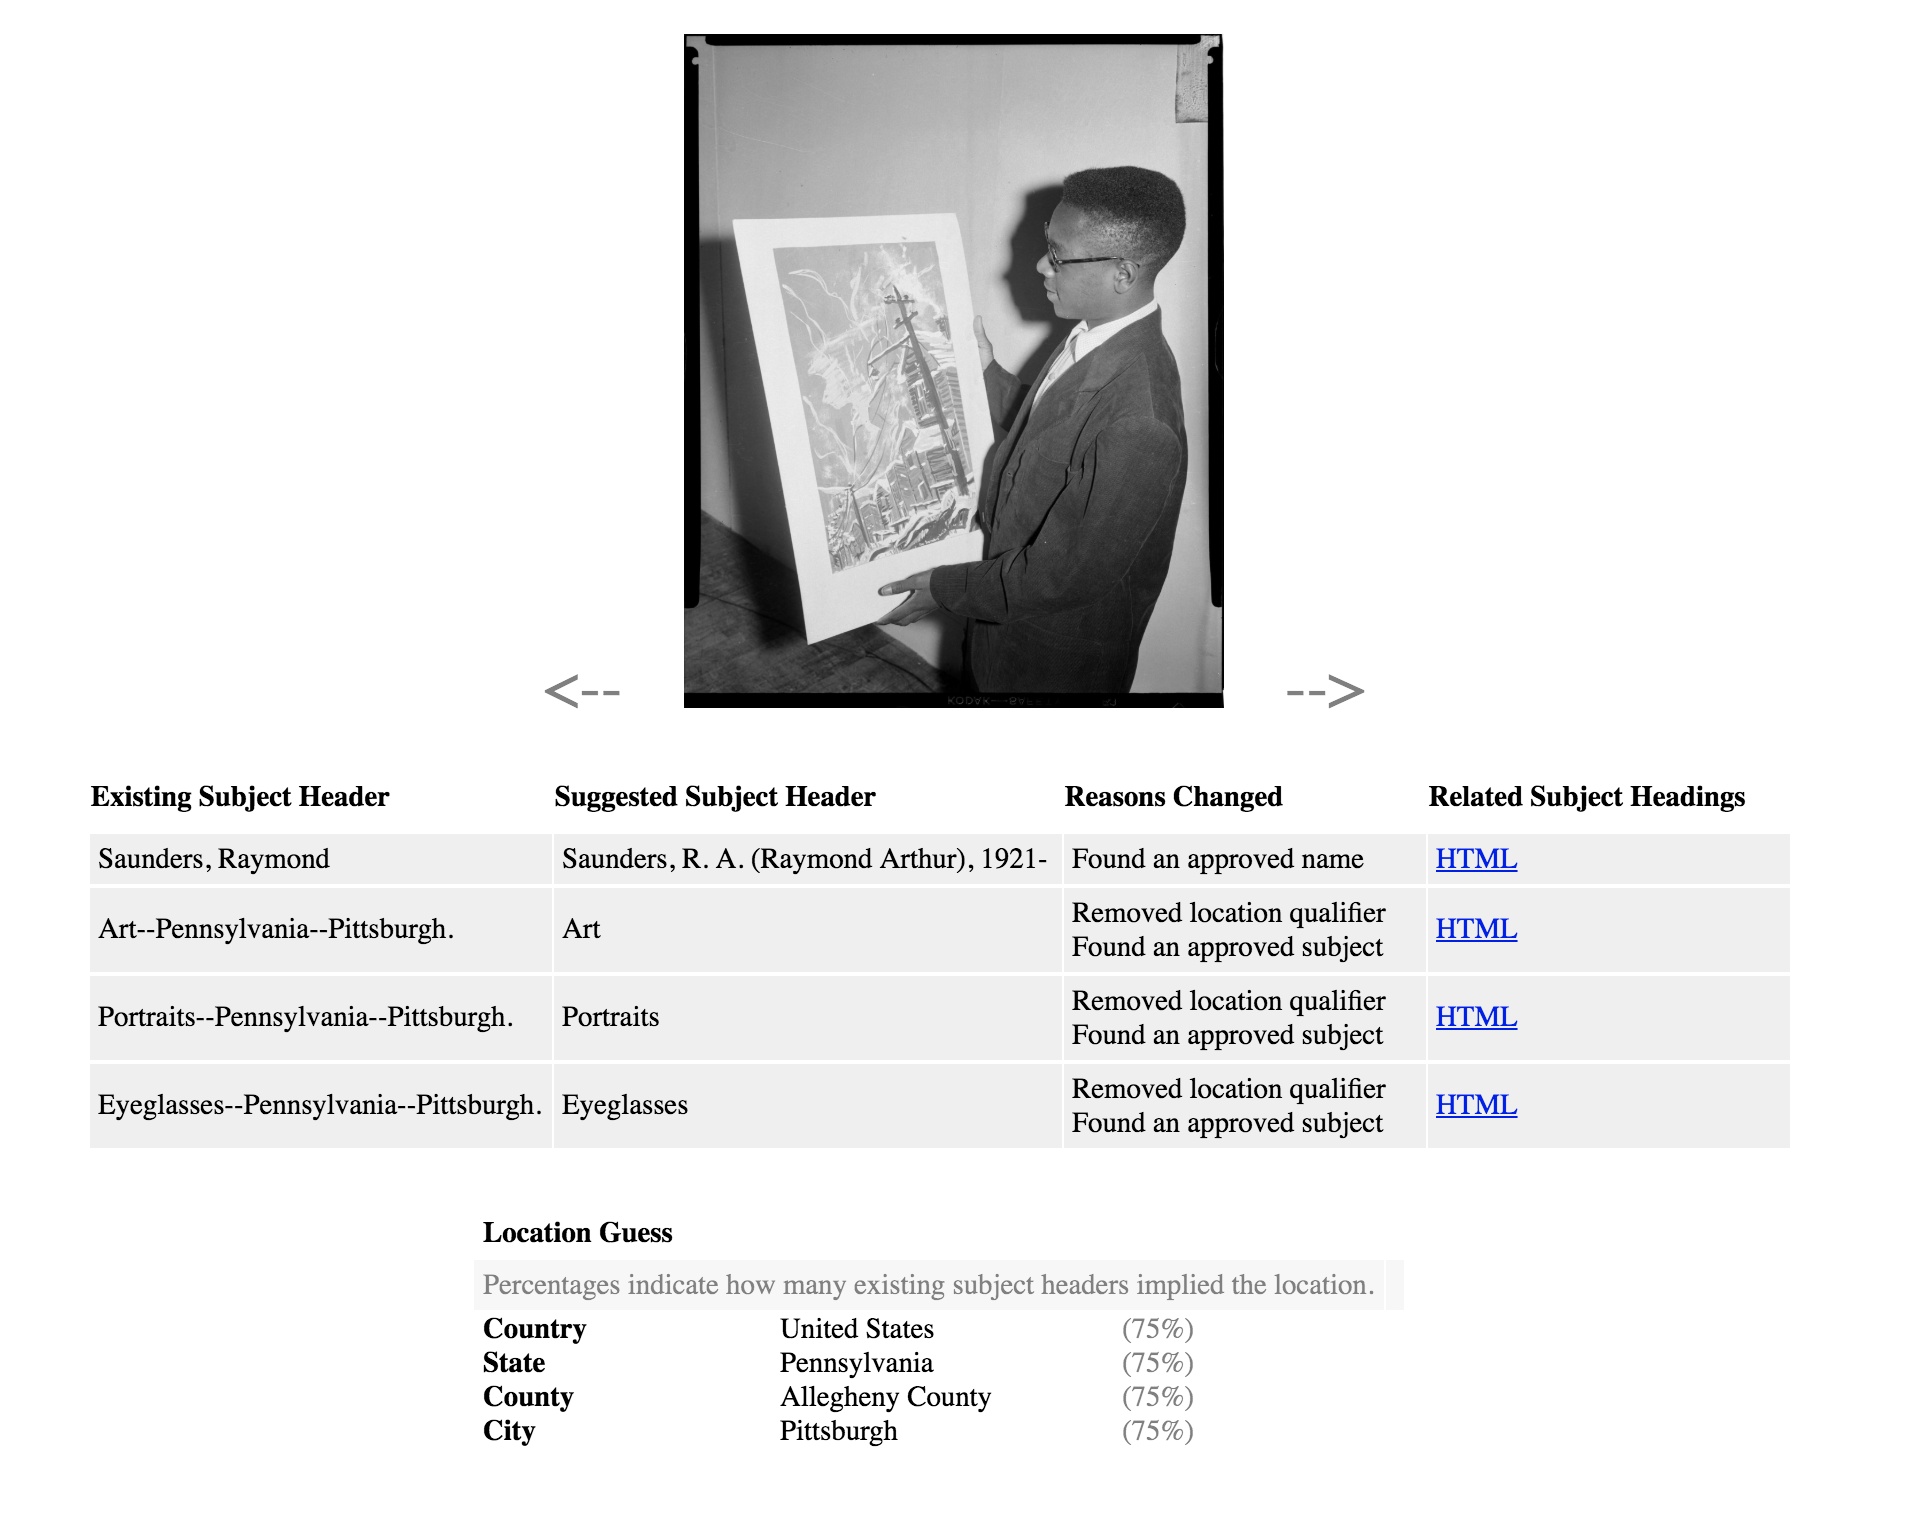 <--
-->
Existing Subject Header Suggested Subject Header Reasons Changed Related Subject Headings
Saunders, Raymond Saunders, R. A. (Raymond Arthur), 1921- Found an approved name HTML
Art--Pennsylvania--Pittsburgh. Art Removed location qualifier
Found an approved subject HTML
Portraits--Pennsylvania--Pittsburgh. Portraits Removed location qualifier
Found an approved subject HTML
Eyeglasses--Pennsylvania--Pittsburgh. Eyeglasses Removed location qualifier
Found an approved subject HTML
Location Guess
Percentages indicate how many existing subject headers implied the location.
Country United States (75%)
State Pennsylvania (75%)
County Allegheny County (75%)
City Pittsburgh (75%)